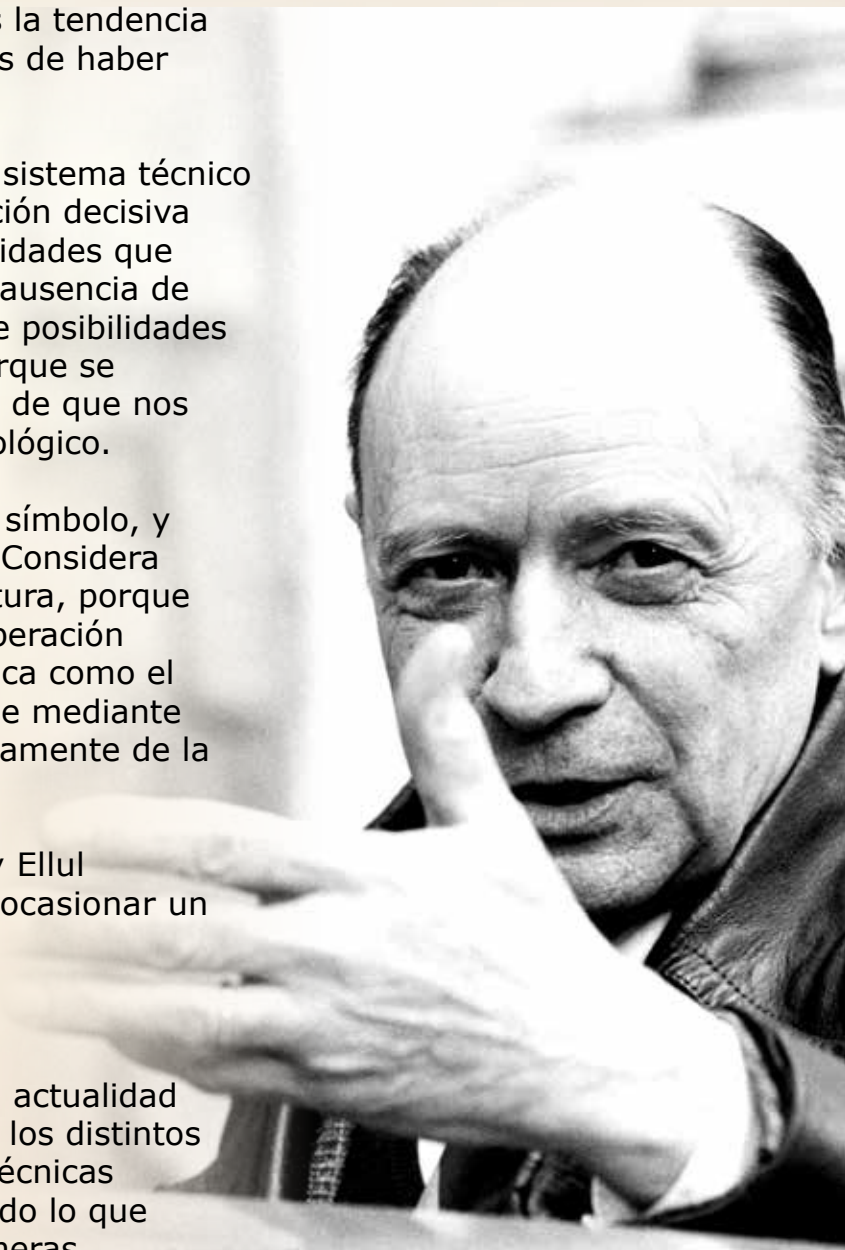 la tendencia
s de haber
sistema técnico
ción decisiva
idades que
ausencia de
e posibilidades
rque se
de que nos
ológico.
símbolo, y
Considera
tura, porque
peración
ca como el
e mediante
amente de la
y Ellul
ocasionar un
actualidad
los distintos
écnicas
do lo que
neras